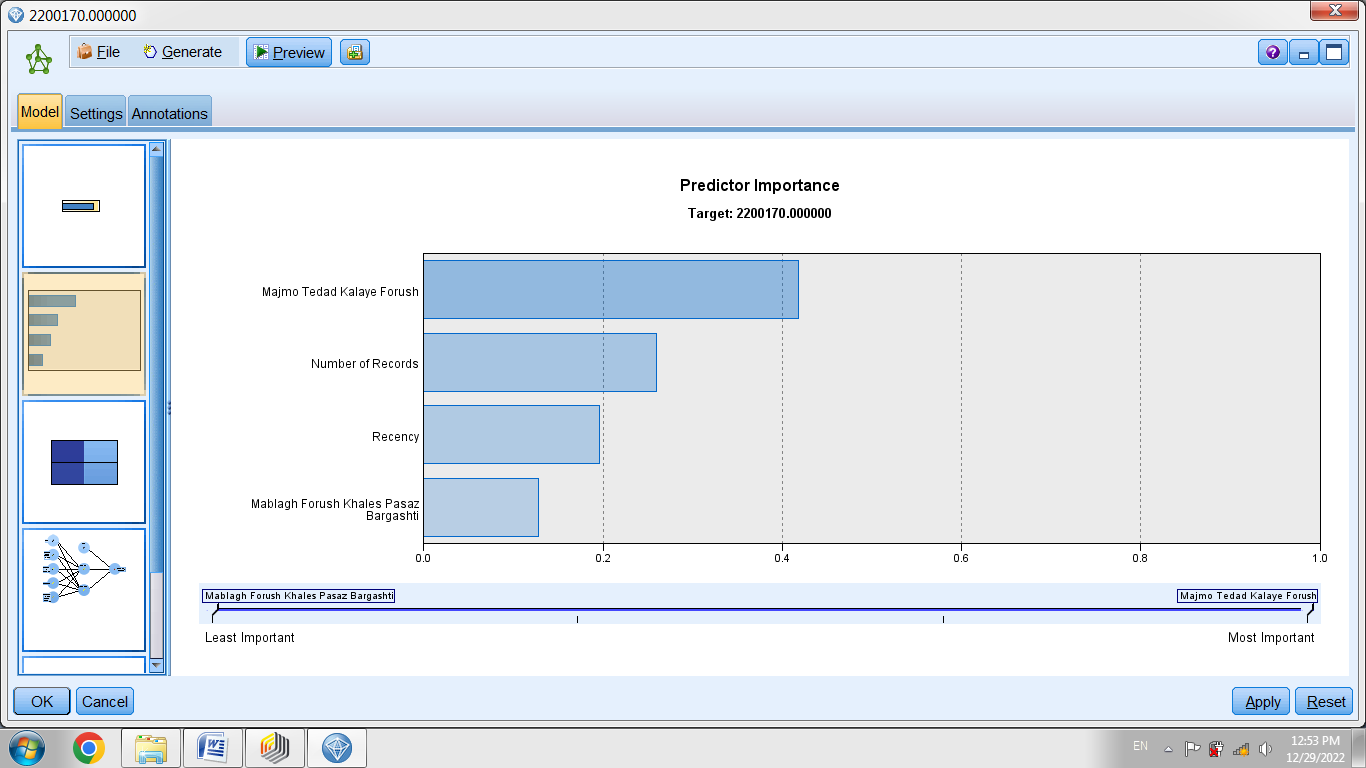 2200170.000000
File
Generate
Preview
Model
Settings
Annotations
Predictor Importance
Target: 2200170.000000
Majmo Tedad Kalaye Forush
Number of Records
Recency
Mablagh Forush Khales Pasaz
Bargashti
0.0
0.2
0.4
0.6
0.8
1.0
Mablagh Forush Khales Pasaz Bargashti
Majmo Tedad Kalaye Forush
Least Important
Most Important
OK
Cancel
Apply
Reset
EN
12:53 PM
12/29/2022